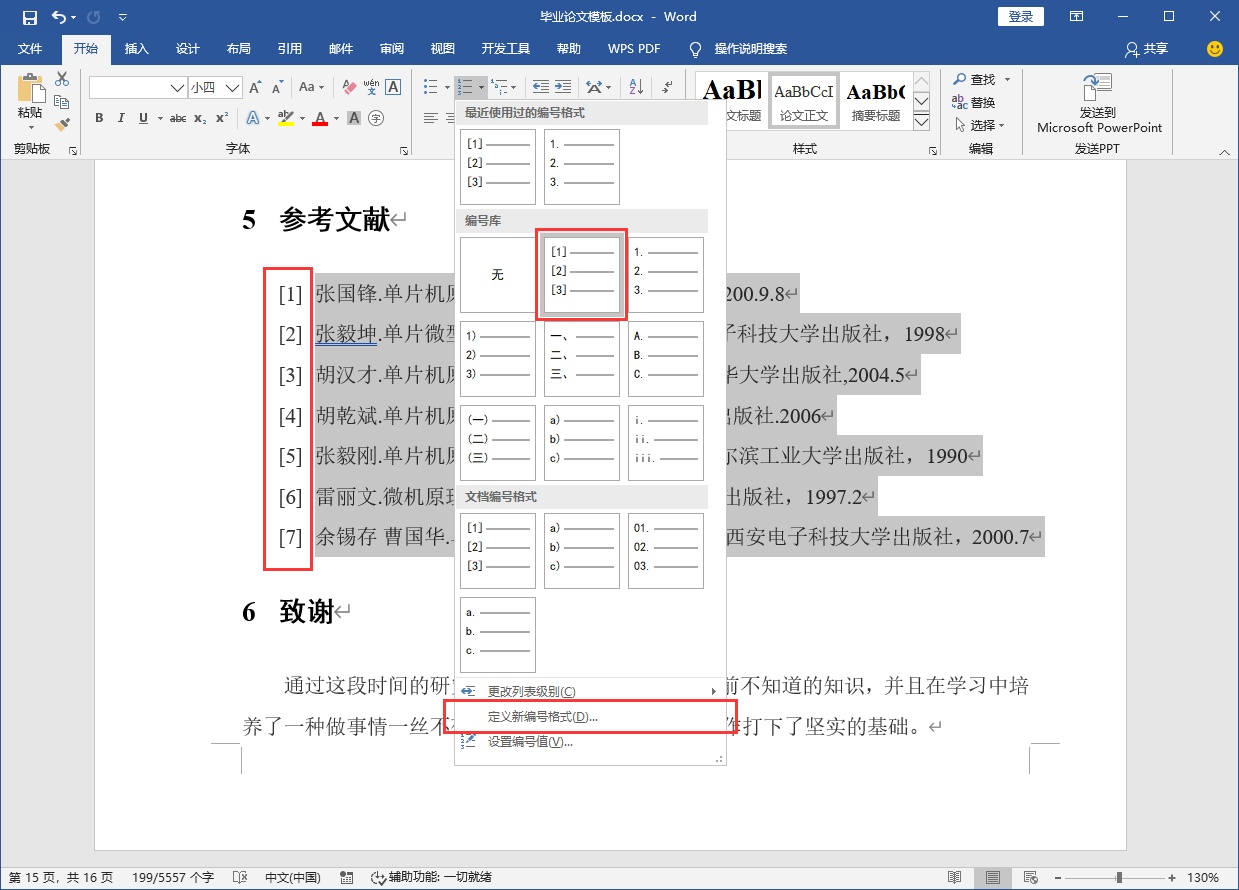 毕业论文模板.docx - Word
登录
文件 开始 插入 设计 布局 引用 邮件 审阅 视图 开发工具 帮助 WPS PDF 操作说明搜索 共享
粘贴
小四
Aa
wén 文 A
B I U abc x₂ x² A ab A A 字
AaBl AaBbCcI AaBbC
文标题 论文正文 摘要标题
查找
替换
选择
发送到
Microsoft PowerPoint
剪贴板 字体 样式 编辑 发送PPT
最近使用过的编号格式
[1] 1.
[2] 2.
[3] 3.
编号库
无
[1] 1.
[2] 2.
[3] 3.
1) 一、 A.
2) 二、 B.
3) 三、 C.
(一) a) i.
(二) b) ii.
(三) c) iii.
文档编号格式
[1] a) 01.
[2] b) 02.
[3] c) 03.
a.
b.
c.
更改列表级别(C)
定义新编号格式(D)...
设置编号值(V)...
5 参考文献
[1] 张国锋.单片机 200.9.8
[2] 张毅坤.单片微 子科技大学出版社，1998
[3] 胡汉才.单片机 大学出版社,2004.5
[4] 胡乾斌.单片机 出版社.2006
[5] 张毅刚.单片机 尔滨工业大学出版社，1990
[6] 雷丽文.微机原 出版社，1997.2
[7] 余锡存 曹国华. 西安电子科技大学出版社，2000.7
6 致谢
通过这段时间的研 前不知道的知识，并且在学习中培
养了一种做事情一丝不 打下了坚实的基础。
第 15 页，共 16 页 199/5557 个字 中文(中国) 辅助功能: 一切就绪 130%